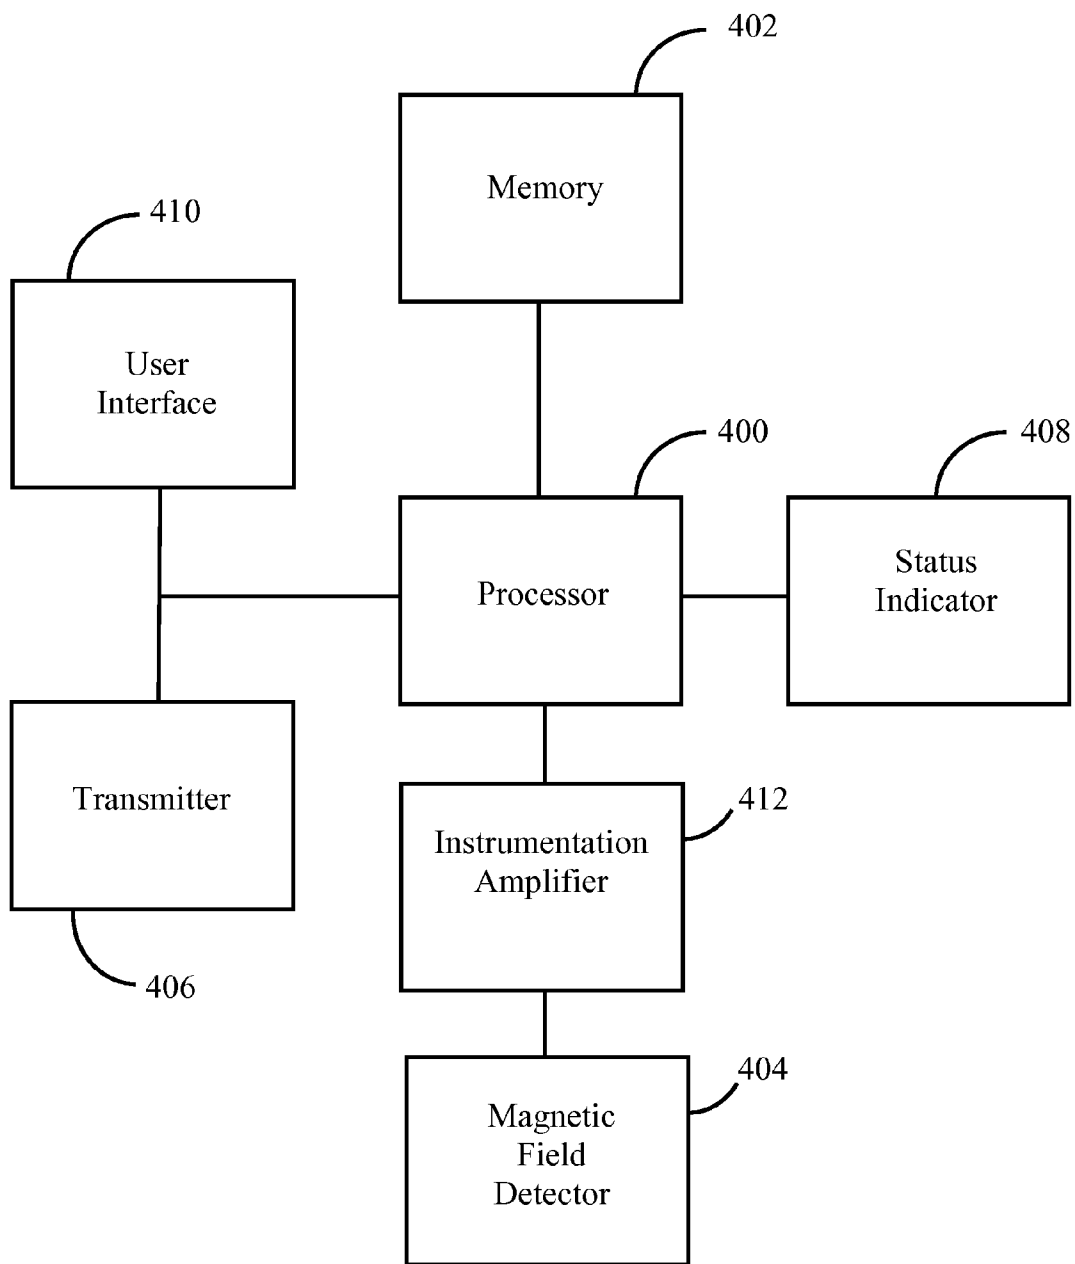 402
Memory
410
User
Interface
400
408
Processor
Status
Indicator
Transmitter
412
Instrumentation
Amplifier
406
404
Magnetic
Field
Detector